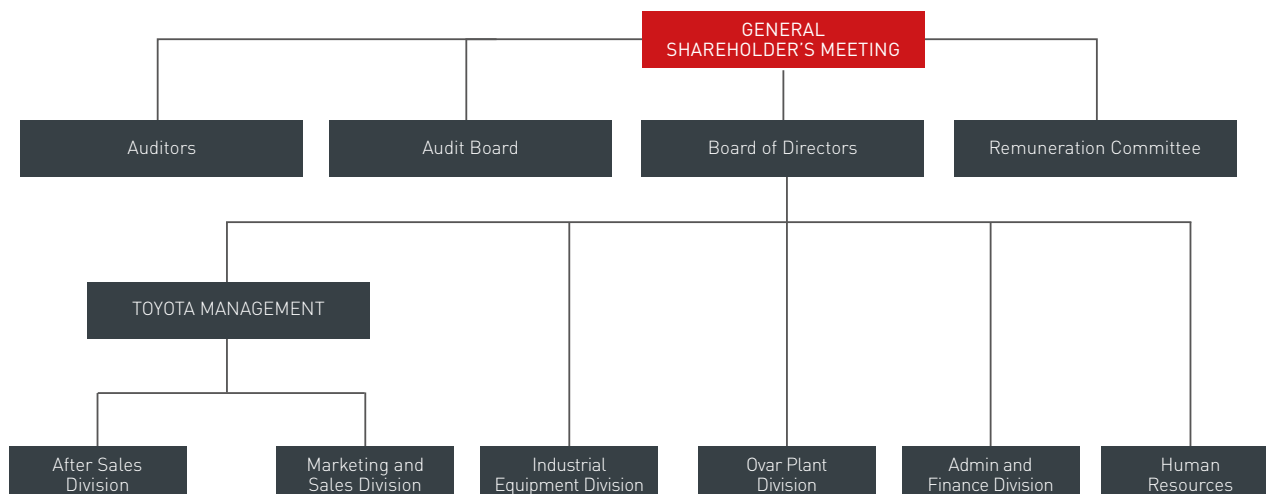 GENERAL
SHAREHOLDER'S MEETING
Auditors
Audit Board
Board of Directors
Remuneration Committee
TOYOTA MANAGEMENT
After Sales
Division
Marketing and
Sales Division
Industrial
Equipment Division
Ovar Plant
Division
Admin and
Finance Division
Human
Resources